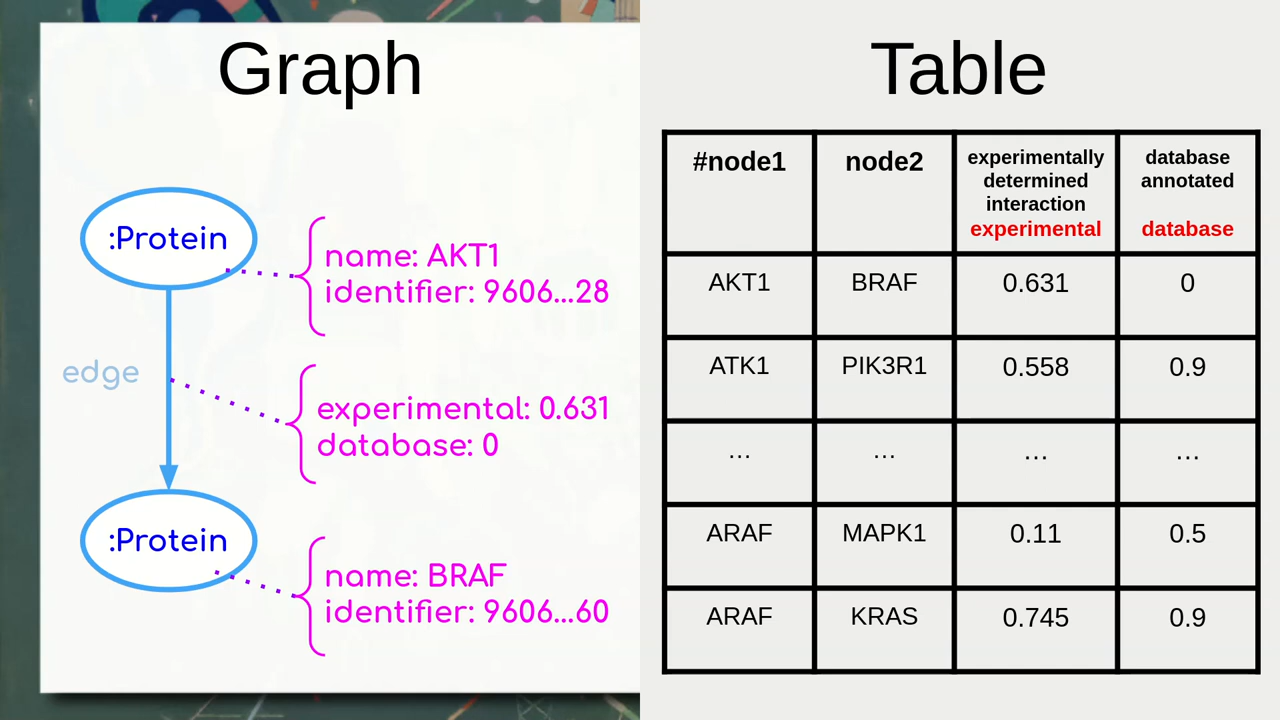 Graph
:Protein
name: AKT1
identifier: 9606...28
edge
experimental: 0.631
database: 0
:Protein
name: BRAF
identifier: 9606...60
Table
#node1 node2 experimentally determined interaction experimental database annotated database
AKT1 BRAF 0.631 0
ATK1 PIK3R1 0.558 0.9
... ... ... ...
ARAF MAPK1 0.11 0.5
ARAF KRAS 0.745 0.9